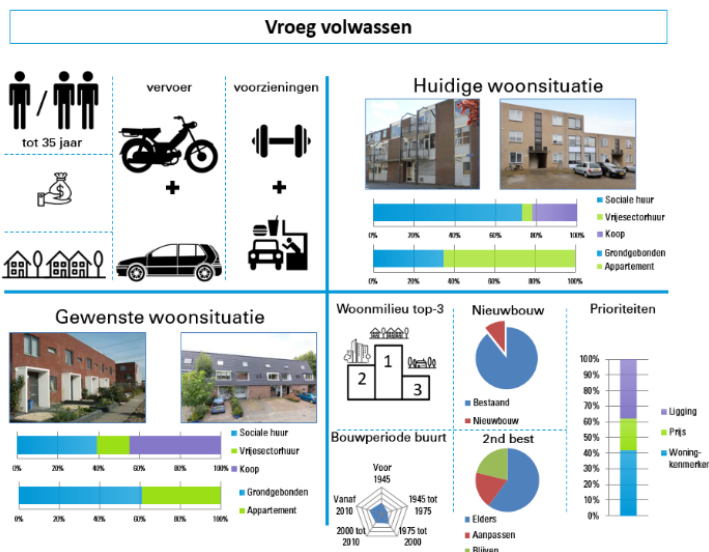 Vroeg volwassen
tot 35 jaar
vervoer
voorzieningen
Huidige woonsituatie
Sociale huur
Vrijesectorhuur
Koop
0% 20% 40% 60% 80% 100%
Grondgebonden
Appartement
0% 20% 40% 60% 80% 100%
Gewenste woonsituatie
Sociale huur
Vrijesectorhuur
Koop
0% 20% 40% 60% 80% 100%
Grondgebonden
Appartement
0% 20% 40% 60% 80% 100%
Woonmilieu top-3
2 1 3
Nieuwbouw
Bestaand
Nieuwbouw
Bouwperiode buurt
Voor
1945
1945 tot
1975
1975 tot
2000
2000 tot
2010
Vanaf
2010
2nd best
Elders
Aanpassen
Blijven
Prioriteiten
100%
90%
80%
70%
60%
50%
40%
30%
20%
10%
0%
Ligging
Prijs
Woning-
kenmerken